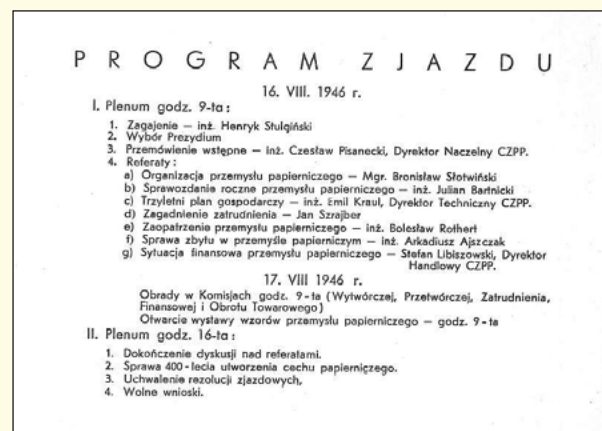 PROGRAM ZJAZDU
16. VIII. 1946 r.
I. Plenum godz. 9-ta:
1. Zagajenie — inż. Henryk Stulgiński
2. Wybór Prezydium
3. Przemówienie wstępne — inż. Czesław Pisanecki, Dyrektor Naczelny CZPP.
4. Referaty:
a) Organizacja przemysłu papierniczego — Mgr. Bronisław Słotwiński
b) Sprawozdanie roczne przemysłu papierniczego — inż. Julian Bartnicki
c) Trzyletni plan gospodarczy — inż. Emil Kraul, Dyrektor Techniczny CZPP.
d) Zagadnienie zatrudnienia — Jan Szrajber
e) Zaopatrzenie przemysłu papierniczego — inż. Bolesław Rothert
f) Sprawa zbytu w przemyśle papierniczym — inż. Arkadiusz Ajszczak
g) Sytuacja finansowa przemysłu papierniczego — Stefan Libiszowski, Dyrektor
Handlowy CZPP.
17. VIII 1946 r.
Obrady w Komisjach godz. 9-ta (Wytwórczej, Przetwórczej, Zatrudnienia,
Finansowej i Obrotu Towarowego)
Otwarcie wystawy wzorów przemysłu papierniczego — godz. 9-ta
II. Plenum godz. 16-ta:
1. Dokończenie dyskusji nad referatami.
2. Sprawa 400-lecia utworzenia cechu papierniczego.
3. Uchwalenie rezolucji zjazdowych.
4. Wolne wnioski.